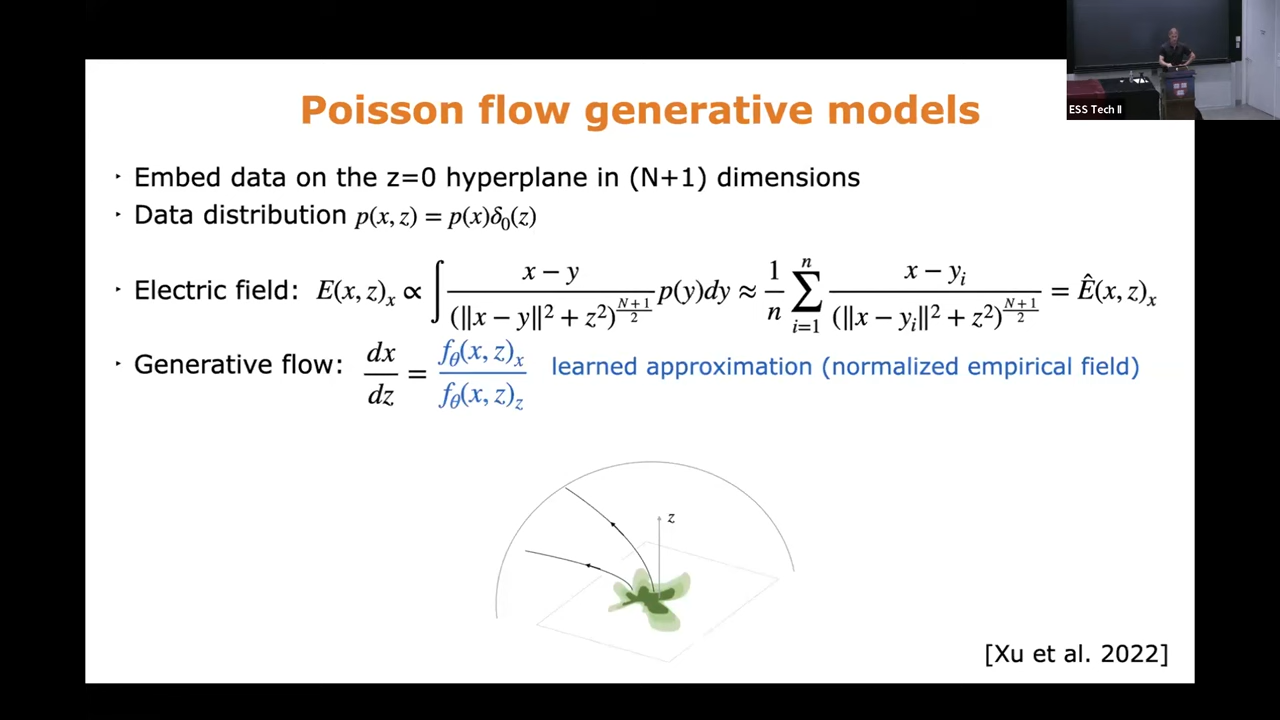 Poisson flow generative models
‣ Embed data on the z=0 hyperplane in (N+1) dimensions
‣ Data distribution p(x, z) = p(x)δ₀(z)
‣ Electric field: E(x, z)ₓ ∝ ∫ (x − y) / (‖x − y‖² + z²)^((N+1)/2) p(y)dy ≈ (1/n) ∑_{i=1}^{n} (x − yᵢ) / (‖x − yᵢ‖² + z²)^((N+1)/2) = Ê(x, z)ₓ
‣ Generative flow: dx/dz = f_θ(x, z)ₓ / f_θ(x, z)_z learned approximation (normalized empirical field)
z
[Xu et al. 2022]
ESS Tech II